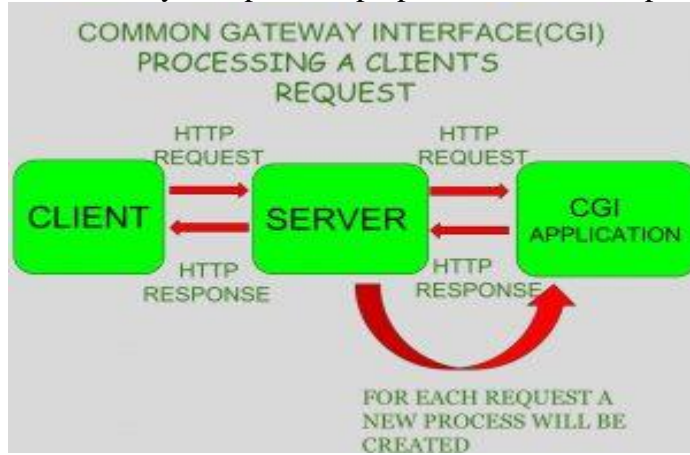 COMMON GATEWAY INTERFACE(CGI)
PROCESSING A CLIENT'S
REQUEST
HTTP
REQUEST
HTTP
REQUEST
CLIENT
SERVER
CGI
APPLICATION
HTTP
RESPONSE
HTTP
RESPONSE
FOR EACH REQUEST A
NEW PROCESS WILL BE
CREATED